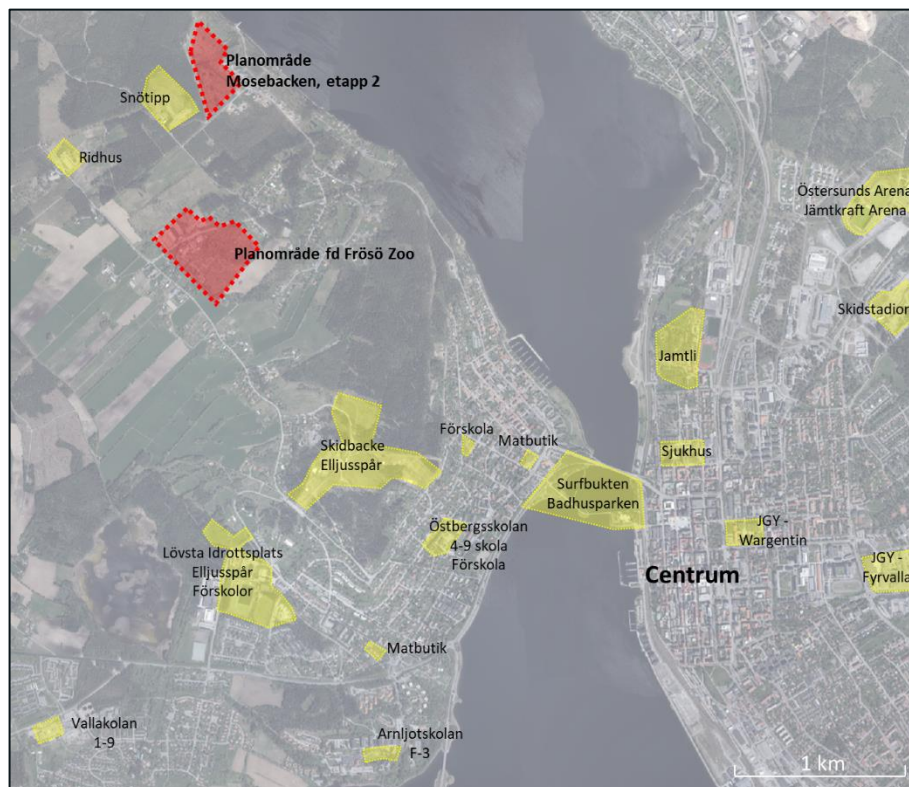 Planområde
Mosebacken, etapp 2
Snötipp
Ridhus
Östersunds Arena
Jämtkraft Arena
Planområde fd Frösö Zoo
Skidstadion
Jamtli
Förskola
Matbutik
Skidbacke
Elljusspår
Sjukhus
Surfbukten
Badhusparken
Östbergsskolan
4-9 skola
Förskola
JGY -
Wargentin
Lövsta Idrottsplats
Elljusspår
Förskolor
JGY -
Fyrvalla
Centrum
Matbutik
Vallakolan
1-9
Arnljotskolan
F-3
1 km